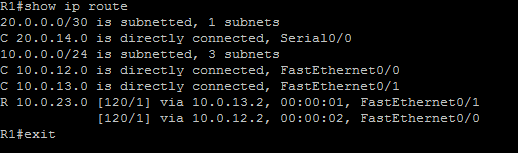 R1#show ip route
20.0.0.0/30 is subnetted, 1 subnets
C 20.0.14.0 is directly connected, Serial0/0
10.0.0.0/24 is subnetted, 3 subnets
C 10.0.12.0 is directly connected, FastEthernet0/0
C 10.0.13.0 is directly connected, FastEthernet0/1
R 10.0.23.0 [120/1] via 10.0.13.2, 00:00:01, FastEthernet0/1
[120/1] via 10.0.12.2, 00:00:02, FastEthernet0/0
R1#exit